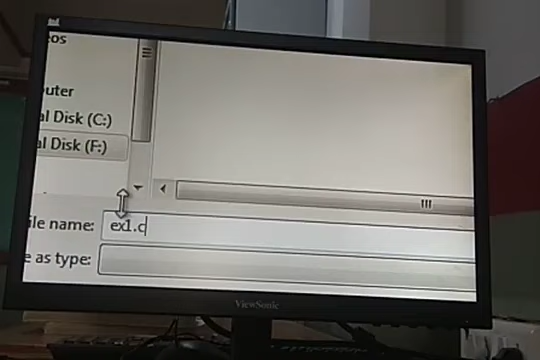 eos
uter
al Disk (C:)
al Disk (F:)
ile name: ex1.c
e as type:
ViewSonic